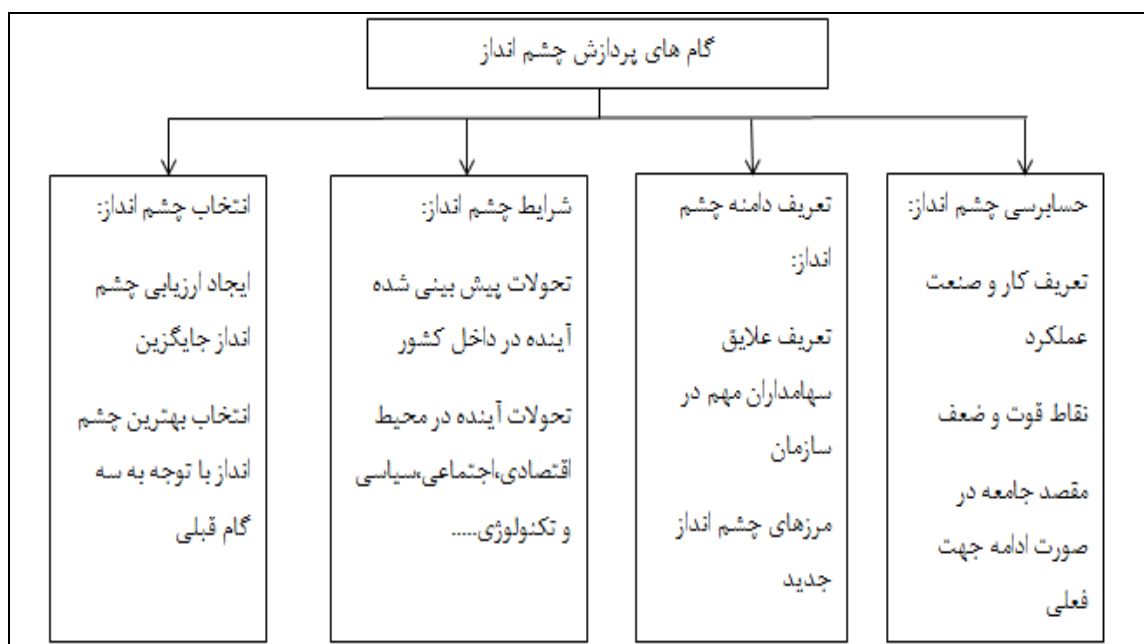 گام های پردازش چشم انداز
حسابرسی چشم انداز:
تعریف کار و صنعت
عملکرد
نقاط قوت و ضعف
مقصد جامعه در
صورت ادامه جهت
فعلی
تعریف دامنه چشم
انداز:
تعریف علایق
سهامداران مهم در
سازمان
مرزهای چشم انداز
جدید
شرایط چشم انداز:
تحولات پیش بینی شده
آینده در داخل کشور
تحولات آینده در محیط
اقتصادی،اجتماعی،سیاسی
و تکنولوژی.....
انتخاب چشم انداز:
ایجاد ارزیابی چشم
انداز جایگزین
انتخاب بهترین چشم
انداز با توجه به سه
گام قبلی